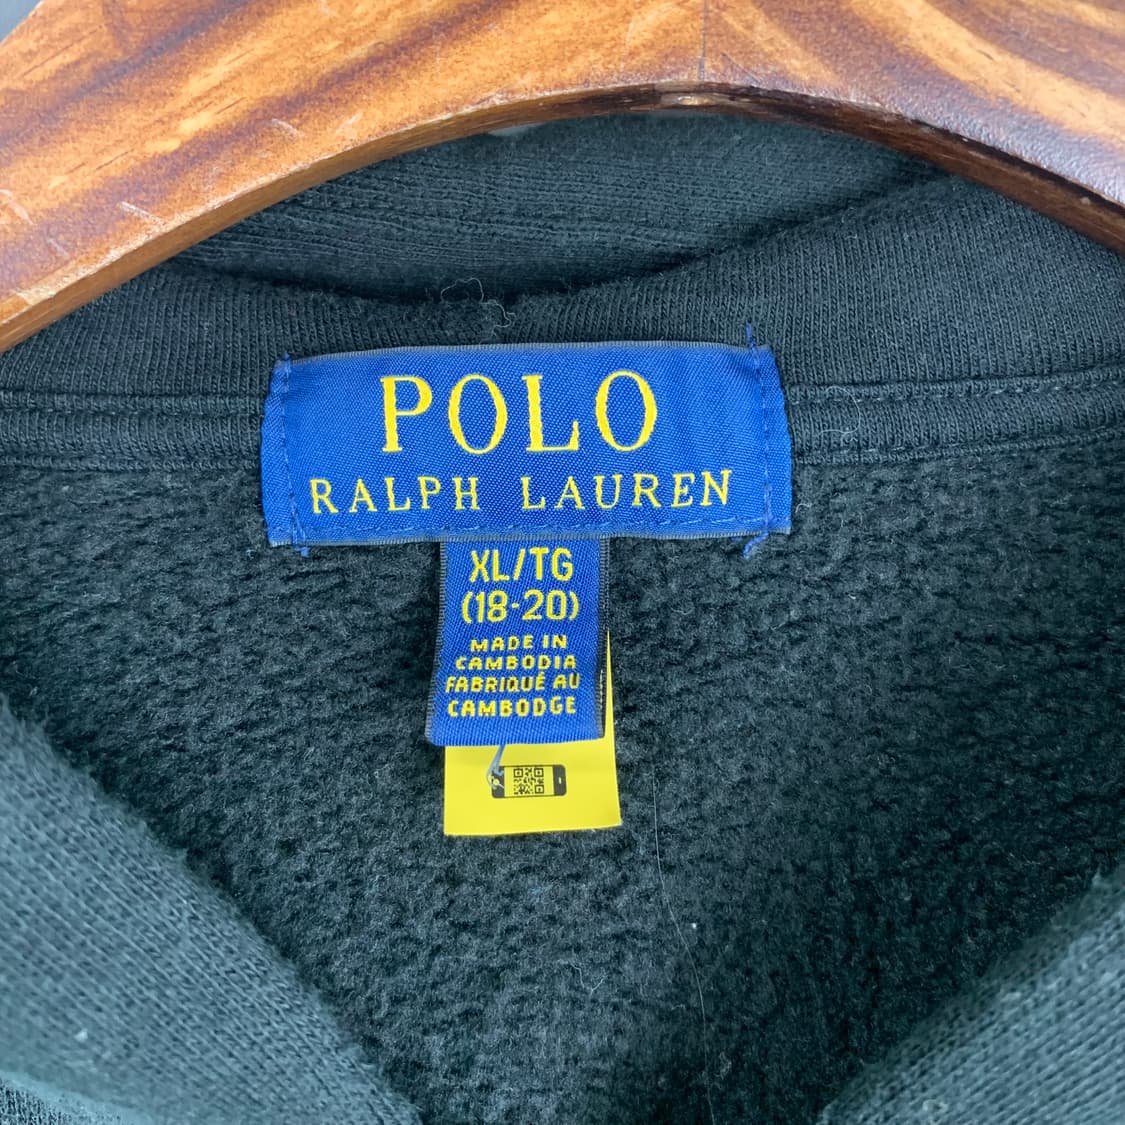 POLO
RALPH LAUREN
XL/TG
(18-20)
MADE IN
CAMBODIA
FABRIQUÉ AU
CAMBODGE